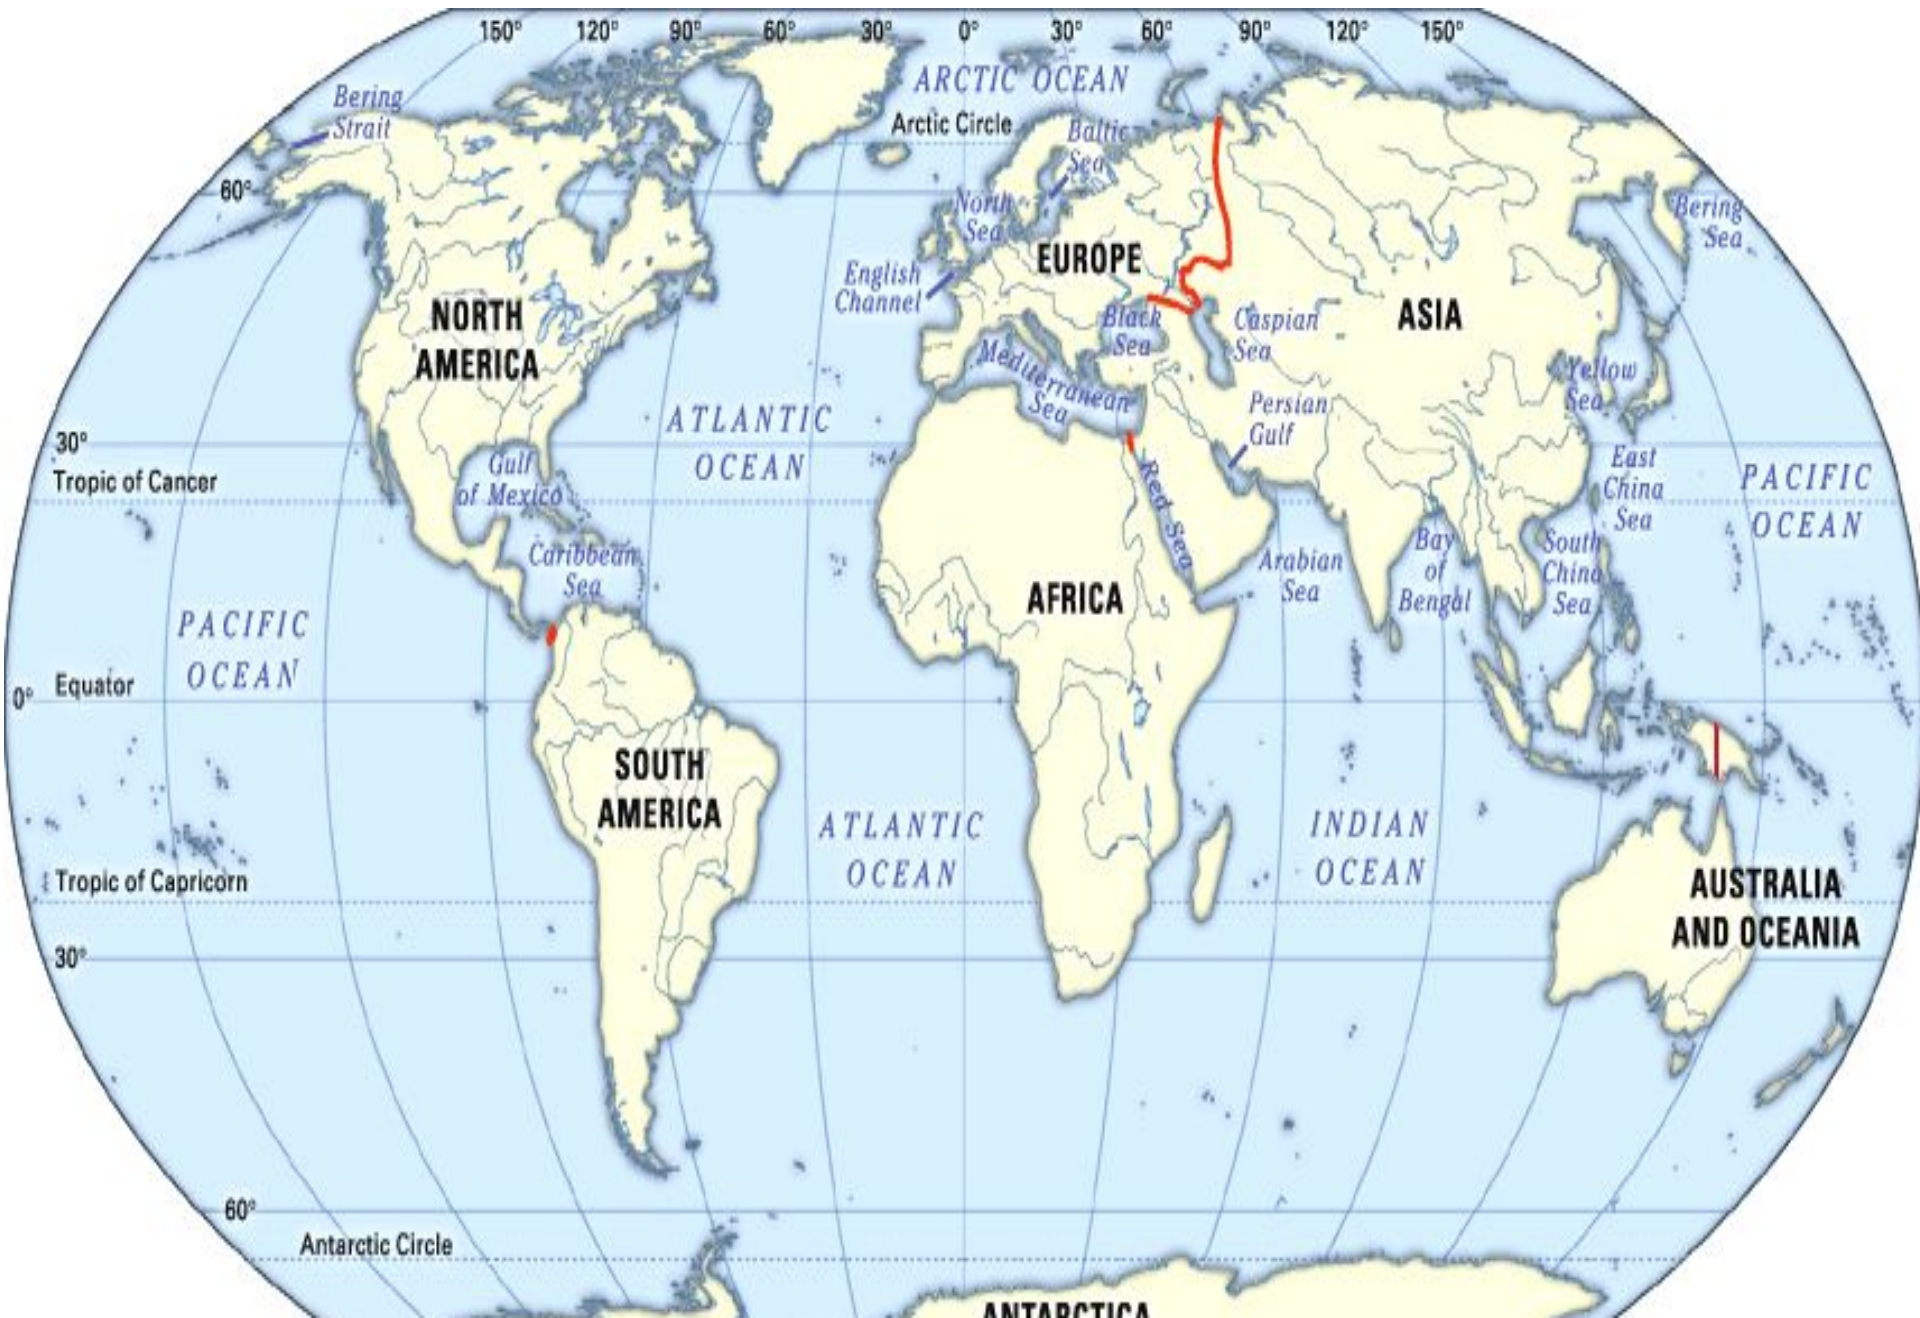 150° 120° 90° 60° 30° 0° 30° 60° 90° 120° 150°
ARCTIC OCEAN
Arctic Circle
Bering
Strait
Baltic
Sea
60°
North
Sea
Bering
Sea
EUROPE
English
Channel
NORTH
AMERICA
ASIA
Black
Sea
Caspian
Sea
Mediterranean
Sea
Yellow
Sea
Persian
Gulf
ATLANTIC
OCEAN
30°
Tropic of Cancer
Gulf
of Mexico
Red Sea
East
China
Sea
PACIFIC
OCEAN
Caribbean
Sea
Arabian
Sea
Bay
of
Bengal
South
China
Sea
AFRICA
PACIFIC
OCEAN
0°
Equator
SOUTH
AMERICA
ATLANTIC
OCEAN
INDIAN
OCEAN
Tropic of Capricorn
AUSTRALIA
AND OCEANIA
30°
60°
Antarctic Circle
ANTARCTICA